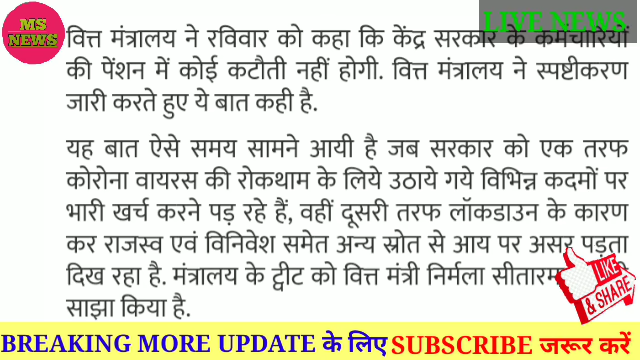 MS
NEWS
LIVE NEWS
वित्त मंत्रालय ने रविवार को कहा कि केंद्र सरकार के कर्मचारियों
की पेंशन में कोई कटौती नहीं होगी. वित्त मंत्रालय ने स्पष्टीकरण
जारी करते हुए ये बात कही है.
यह बात ऐसे समय सामने आयी है जब सरकार को एक तरफ
कोरोना वायरस की रोकथाम के लिये उठाये गये विभिन्न कदमों पर
भारी खर्च करने पड़ रहे हैं, वहीं दूसरी तरफ लॉकडाउन के कारण
कर राजस्व एवं विनिवेश समेत अन्य स्रोत से आय पर असर पड़ता
दिख रहा है. मंत्रालय के ट्वीट को वित्त मंत्री निर्मला
साझा किया है.
LIKE
& SHARE
BREAKING MORE UPDATE के लिए SUBSCRIBE जरूर करें